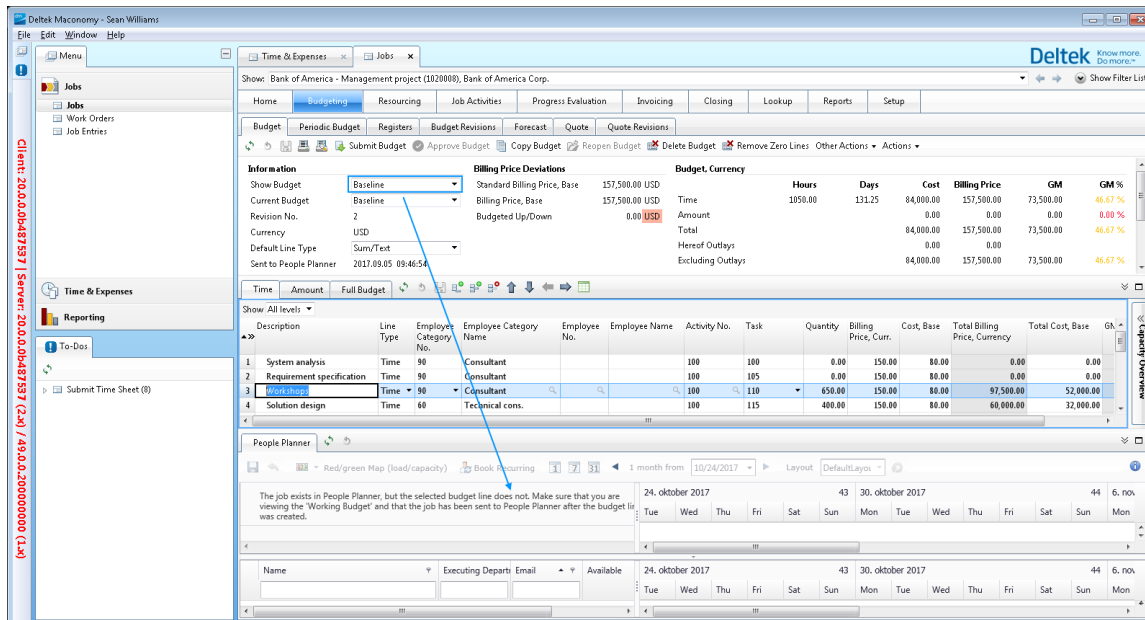 Deltek Maconomy - Sean Williams
File Edit Window Help
Menu
Time & Expenses
Jobs
Deltek Know more. Do more.™
Jobs
Jobs
Work Orders
Job Entries
Time & Expenses
Reporting
To-Dos
Submit Time Sheet (8)
Client: 20.0.0.0b487537 | Server: 20.0.0.0b487537 (2.x) / 49.0.0.200000000 (1.x)
Show: Bank of America - Management project (1020008), Bank of America Corp.
Show Filter List
Home Budgeting Resourcing Job Activities Progress Evaluation Invoicing Closing Lookup Reports Setup
Budget Periodic Budget Registers Budget Revisions Forecast Quote Quote Revisions
Submit Budget Approve Budget Copy Budget Reopen Budget Delete Budget Remove Zero Lines Other Actions Actions
Information Billing Price Deviations Budget, Currency
Show Budget Baseline Standard Billing Price, Base 157,500.00 USD Hours Days Cost Billing Price GM GM %
Current Budget Baseline Billing Price, Base 157,500.00 USD Time 1050.00 131.25 84,000.00 157,500.00 73,500.00 46.67 %
Revision No. 2 Budgeted Up/Down 0.00 USD Amount 0.00 0.00 0.00 0.00 %
Currency USD Total 84,000.00 157,500.00 73,500.00 46.67 %
Default Line Type Sum/Text Hereof Outlays 0.00 0.00
Sent to People Planner 2017.09.05 09:46:54 Excluding Outlays 84,000.00 157,500.00 73,500.00 46.67 %
Time Amount Full Budget
Show All levels
Description Line Type Employee Category No. Employee Category Name Employee No. Employee Name Activity No. Task Quantity Billing Price, Curr. Cost, Base Total Billing Price, Currency Total Cost, Base GM
1 System analysis Time 90 Consultant 100 100 0.00 150.00 80.00 0.00 0.00
2 Requirement specification Time 90 Consultant 100 105 0.00 150.00 80.00 0.00 0.00
3 Workshops Time 90 Consultant 100 110 650.00 150.00 80.00 97,500.00 52,000.00
4 Solution design Time 60 Technical cons. 100 115 400.00 150.00 80.00 60,000.00 32,000.00
Capacity Overview
People Planner
Red/green Map (load/capacity) Book Recurring 1 7 31 1 month from 10/24/2017 Layout DefaultLayou
The job exists in People Planner, but the selected budget line does not. Make sure that you are
viewing the 'Working Budget' and that the job has been sent to People Planner after the budget lin
was created.
24. oktober 2017 43 30. oktober 2017 44 6. nov
Tue Wed Thu Fri Sat Sun Mon Tue Wed Thu Fri Sat Sun Mon
Name Executing Departi Email Available
24. oktober 2017 43 30. oktober 2017 44 6. nov
Tue Wed Thu Fri Sat Sun Mon Tue Wed Thu Fri Sat Sun Mon